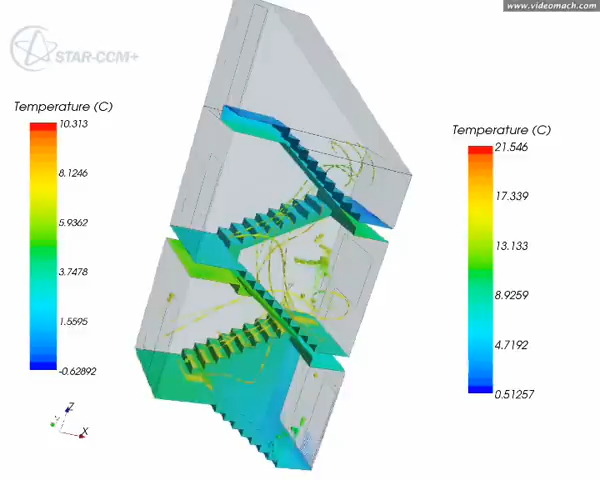 www.videomach.com
STAR-CCM+
Temperature (C)
10.313
8.1246
5.9362
3.7478
1.5595
-0.62892
Temperature (C)
21.546
17.339
13.133
8.9259
4.7192
0.51257
Z
Y
X